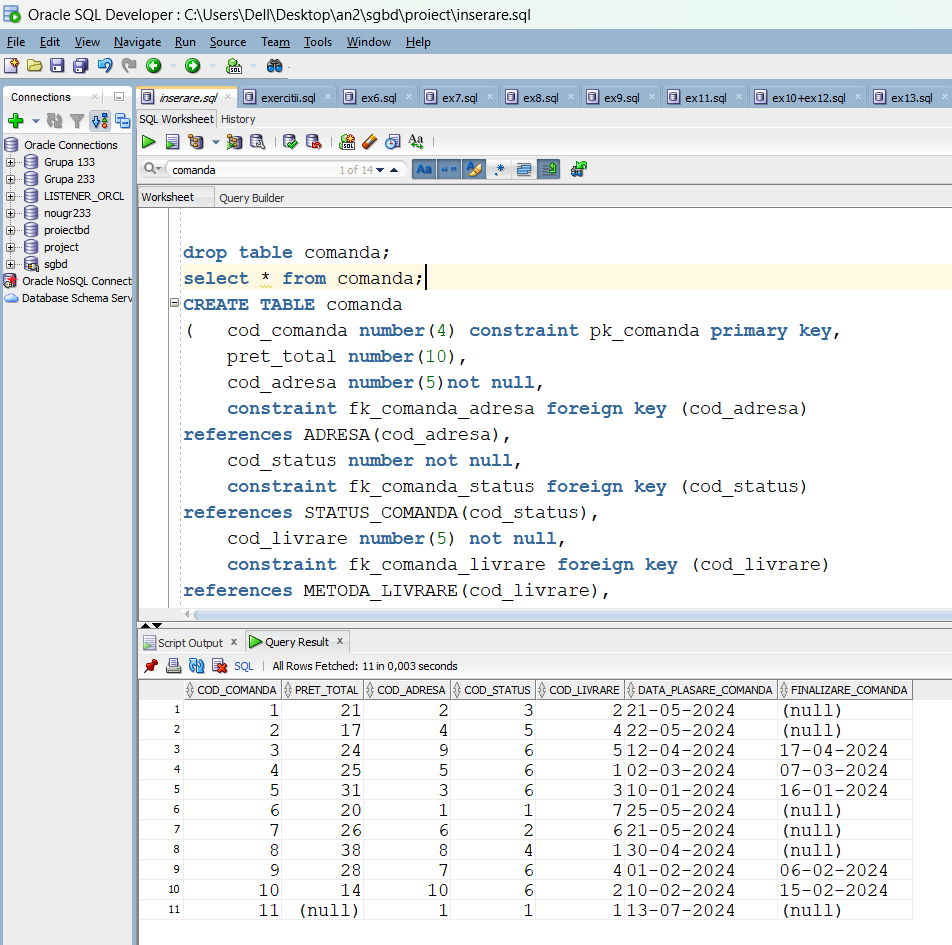 Oracle SQL Developer : C:\Users\Dell\Desktop\an2\sgbd\proiect\inserare.sql
File Edit View Navigate Run Source Team Tools Window Help
Connections
Oracle Connections
Grupa 133
Grupa 233
LISTENER_ORCL
nougr233
proiectbd
project
sgbd
Oracle NoSQL Connect
Database Schema Serv
inserare.sql exercitii.sql ex6.sql ex7.sql ex8.sql ex9.sql ex11.sql ex10+ex12.sql ex13.sql
SQL Worksheet History
comanda 1 of 14 Aa “”
Worksheet Query Builder
drop table comanda;
select * from comanda;
CREATE TABLE comanda
( cod_comanda number(4) constraint pk_comanda primary key,
pret_total number(10),
cod_adresa number(5)not null,
constraint fk_comanda_adresa foreign key (cod_adresa)
references ADRESA(cod_adresa),
cod_status number not null,
constraint fk_comanda_status foreign key (cod_status)
references STATUS_COMANDA(cod_status),
cod_livrare number(5) not null,
constraint fk_comanda_livrare foreign key (cod_livrare)
references METODA_LIVRARE(cod_livrare),
Script Output x Query Result x
SQL | All Rows Fetched: 11 in 0,003 seconds
COD_COMANDA PRET_TOTAL COD_ADRESA COD_STATUS COD_LIVRARE DATA_PLASARE_COMANDA FINALIZARE_COMANDA
1 1 21 2 3 2 21-05-2024 (null)
2 2 17 4 5 4 22-05-2024 (null)
3 3 24 9 6 5 12-04-2024 17-04-2024
4 4 25 5 6 1 02-03-2024 07-03-2024
5 5 31 3 6 3 10-01-2024 16-01-2024
6 6 20 1 1 7 25-05-2024 (null)
7 7 26 6 2 6 21-05-2024 (null)
8 8 38 8 4 1 30-04-2024 (null)
9 9 28 7 6 4 01-02-2024 06-02-2024
10 10 14 10 6 2 10-02-2024 15-02-2024
11 11 (null) 1 1 1 13-07-2024 (null)